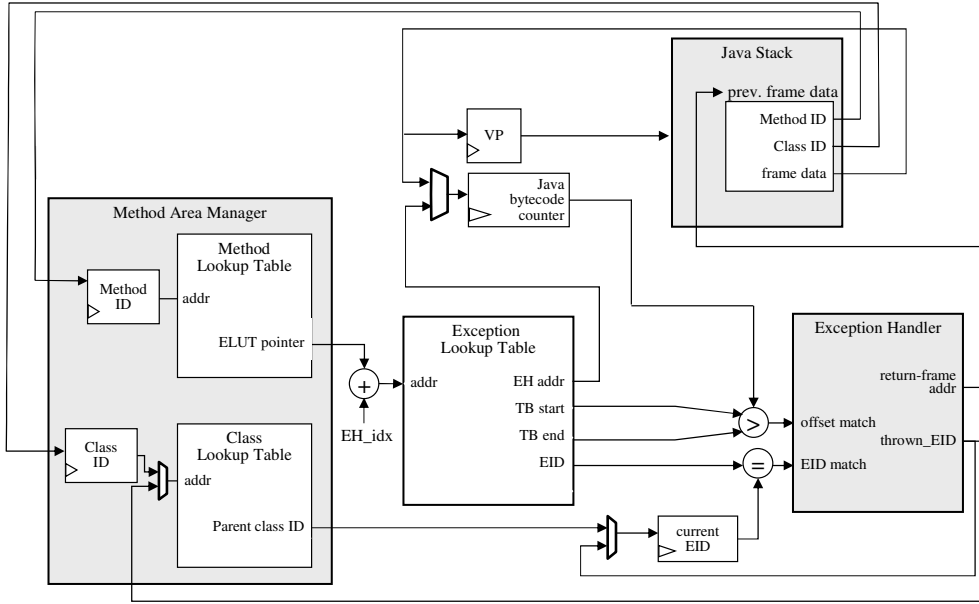 Java Stack
prev. frame data
Method ID
Class ID
frame data
VP
Java
bytecode
counter
Method Area Manager
Method
Lookup Table
Method
ID
addr
ELUT pointer
Exception
Lookup Table
addr
EH addr
TB start
TB end
EID
+
EH_idx
Exception Handler
return-frame
addr
offset match
thrown_EID
EID match
>
=
Class
ID
Class
Lookup Table
addr
Parent class ID
current
EID